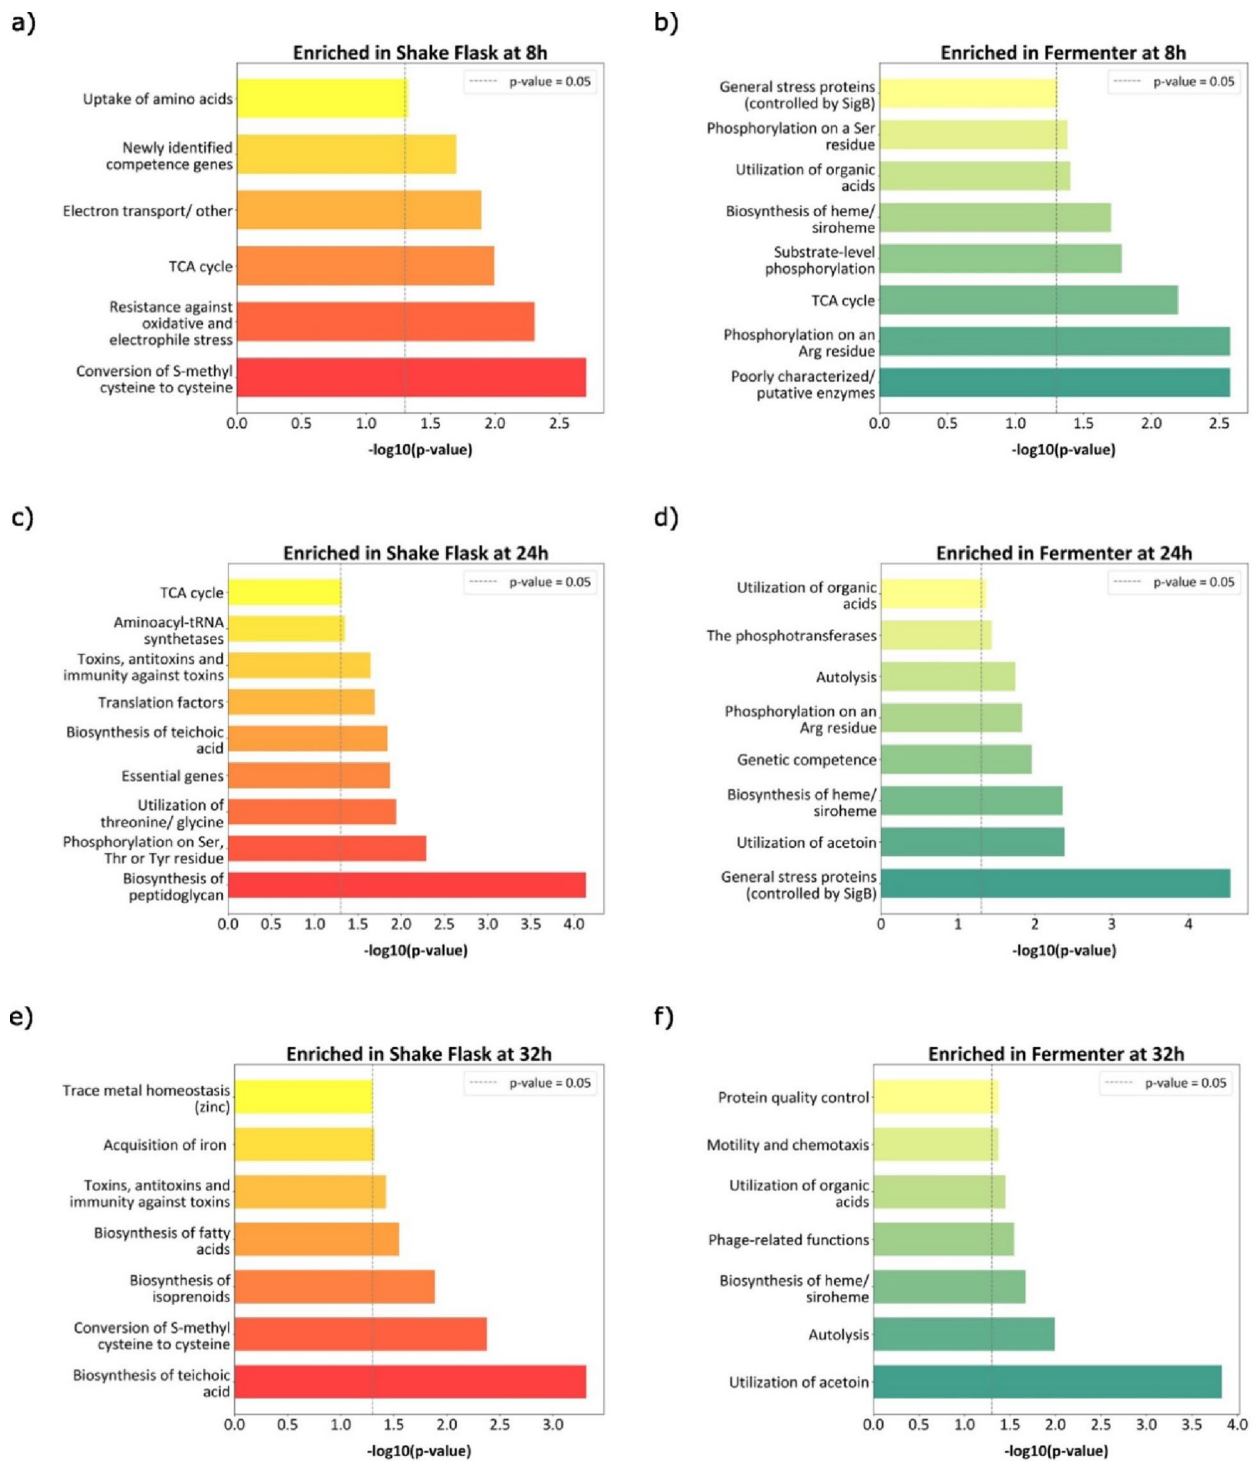 a)
Enriched in Shake Flask at 8h
p-value = 0.05
Uptake of amino acids
Newly identified
competence genes
Electron transport/ other
TCA cycle
Resistance against
oxidative and
electrophile stress
Conversion of S-methyl
cysteine to cysteine
0.0 0.5 1.0 1.5 2.0 2.5
-log10(p-value)
b)
Enriched in Fermenter at 8h
p-value = 0.05
General stress proteins
(controlled by SigB)
Phosphorylation on a Ser
residue
Utilization of organic
acids
Biosynthesis of heme/
siroheme
Substrate-level
phosphorylation
TCA cycle
Phosphorylation on an
Arg residue
Poorly characterized/
putative enzymes
0.0 0.5 1.0 1.5 2.0 2.5
-log10(p-value)
c)
Enriched in Shake Flask at 24h
p-value = 0.05
TCA cycle
Aminoacyl-tRNA
synthetases
Toxins, antitoxins and
immunity against toxins
Translation factors
Biosynthesis of teichoic
acid
Essential genes
Utilization of
threonine/ glycine
Phosphorylation on Ser,
Thr or Tyr residue
Biosynthesis of
peptidoglycan
0.0 0.5 1.0 1.5 2.0 2.5 3.0 3.5 4.0
-log10(p-value)
d)
Enriched in Fermenter at 24h
p-value = 0.05
Utilization of organic
acids
The phosphotransferases
Autolysis
Phosphorylation on an
Arg residue
Genetic competence
Biosynthesis of heme/
siroheme
Utilization of acetoin
General stress proteins
(controlled by SigB)
0 1 2 3 4
-log10(p-value)
e)
Enriched in Shake Flask at 32h
p-value = 0.05
Trace metal homeostasis
(zinc)
Acquisition of iron
Toxins, antitoxins and
immunity against toxins
Biosynthesis of fatty
acids
Biosynthesis of
isoprenoids
Conversion of S-methyl
cysteine to cysteine
Biosynthesis of teichoic
acid
0.0 0.5 1.0 1.5 2.0 2.5 3.0
-log10(p-value)
f)
Enriched in Fermenter at 32h
p-value = 0.05
Protein quality control
Motility and chemotaxis
Utilization of organic
acids
Phage-related functions
Biosynthesis of heme/
siroheme
Autolysis
Utilization of acetoin
0.0 0.5 1.0 1.5 2.0 2.5 3.0 3.5 4.0
-log10(p-value)